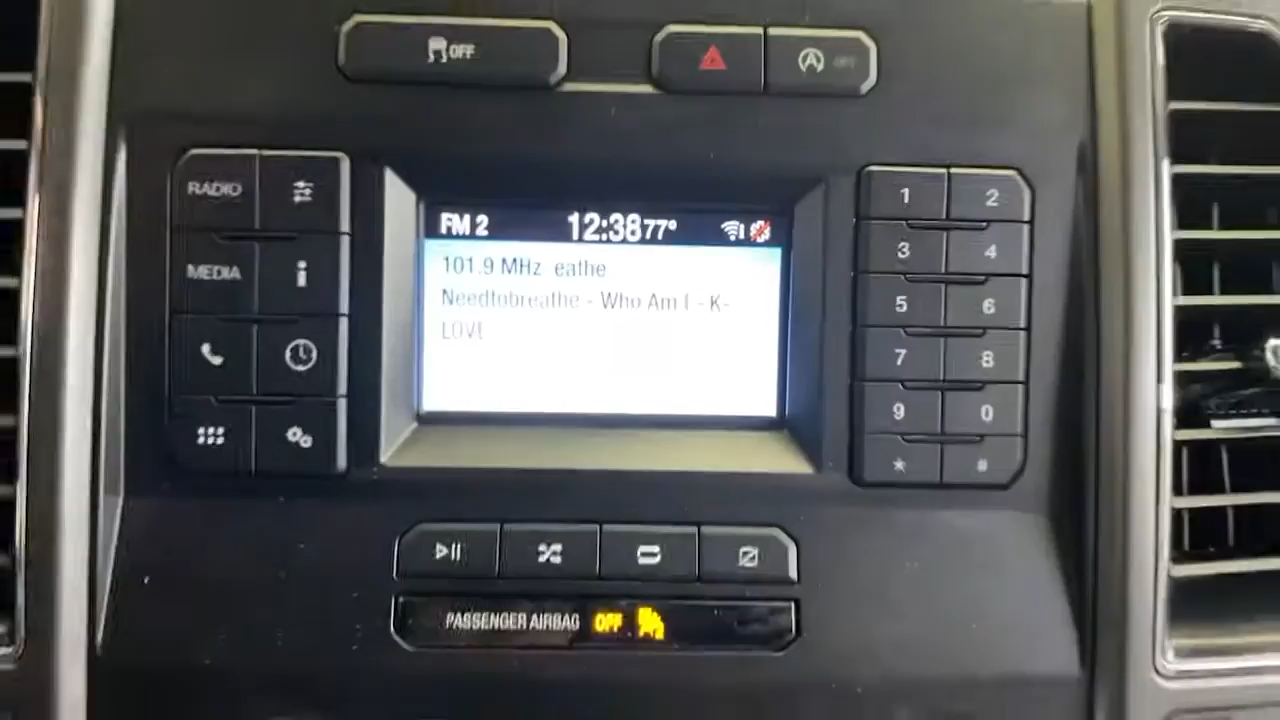 OFF
A OFF
RADIO
MEDIA
FM 2 12:38 77°
101.9 MHz eathe
Needtobreathe - Who Am I - K-
LOVE
1 2
3 4
5 6
7 8
9 0
* #
PASSENGER AIRBAG OFF